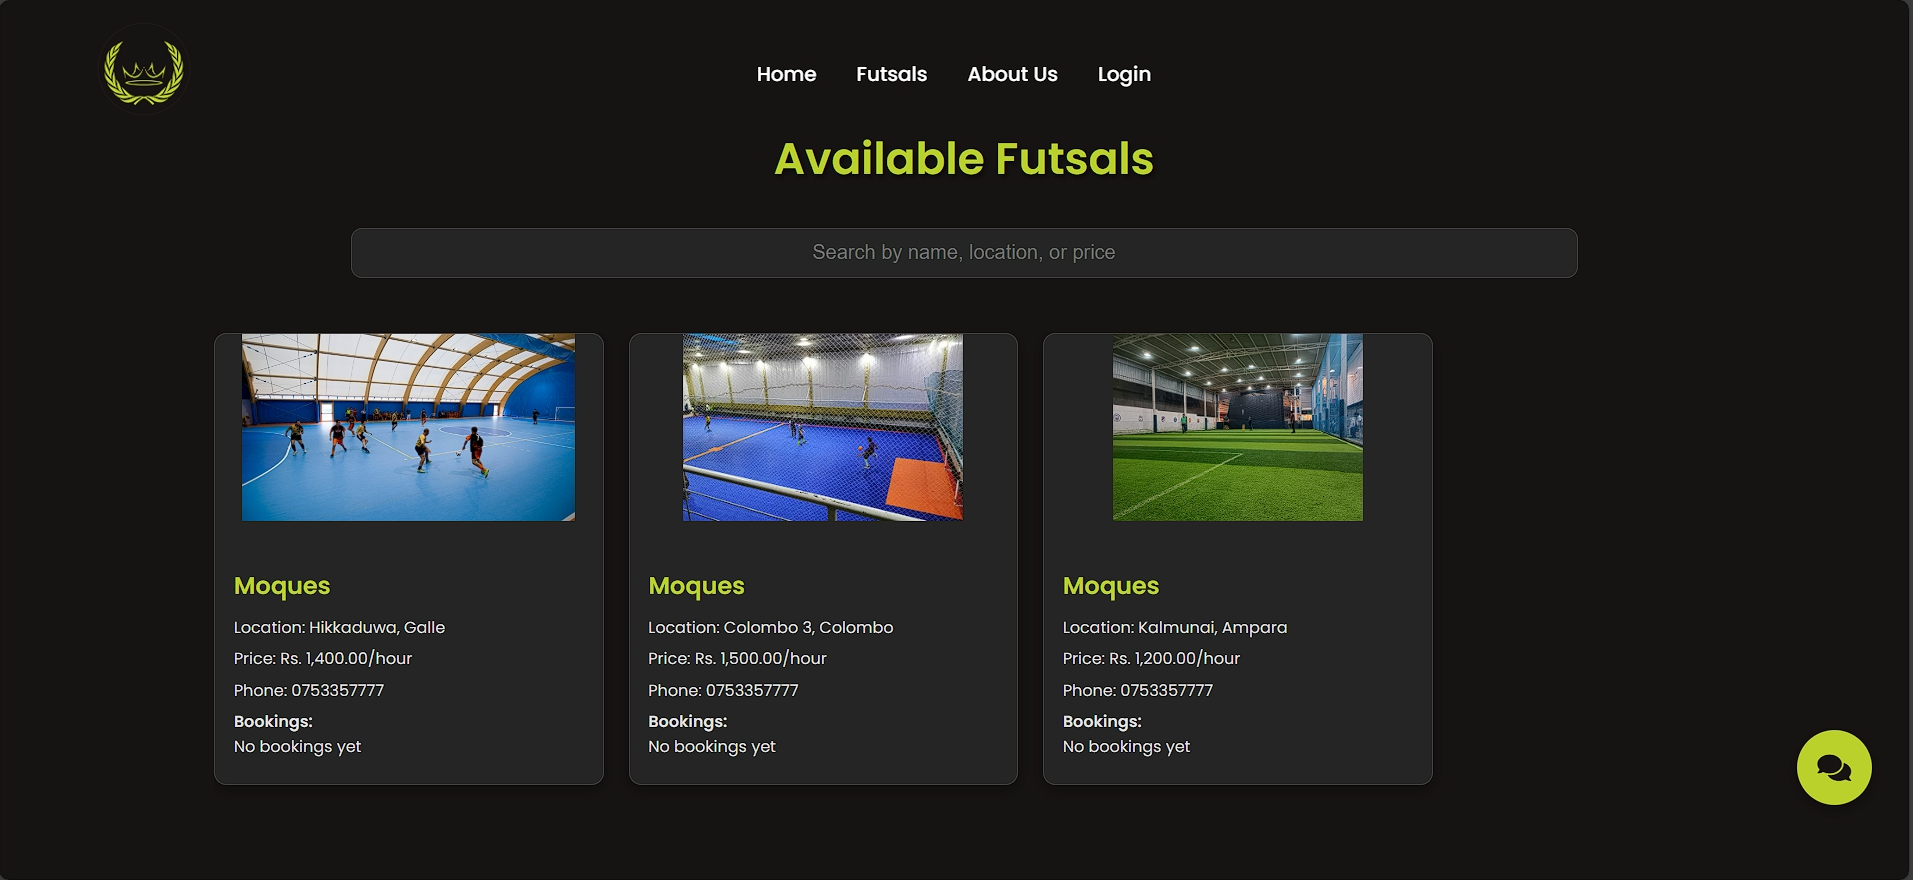 Home Futsals About Us Login
Available Futsals
Search by name, location, or price
Moques
Location: Hikkaduwa, Galle
Price: Rs. 1,400.00/hour
Phone: 0753357777
Bookings:
No bookings yet
Moques
Location: Colombo 3, Colombo
Price: Rs. 1,500.00/hour
Phone: 0753357777
Bookings:
No bookings yet
Moques
Location: Kalmunai, Ampara
Price: Rs. 1,200.00/hour
Phone: 0753357777
Bookings:
No bookings yet